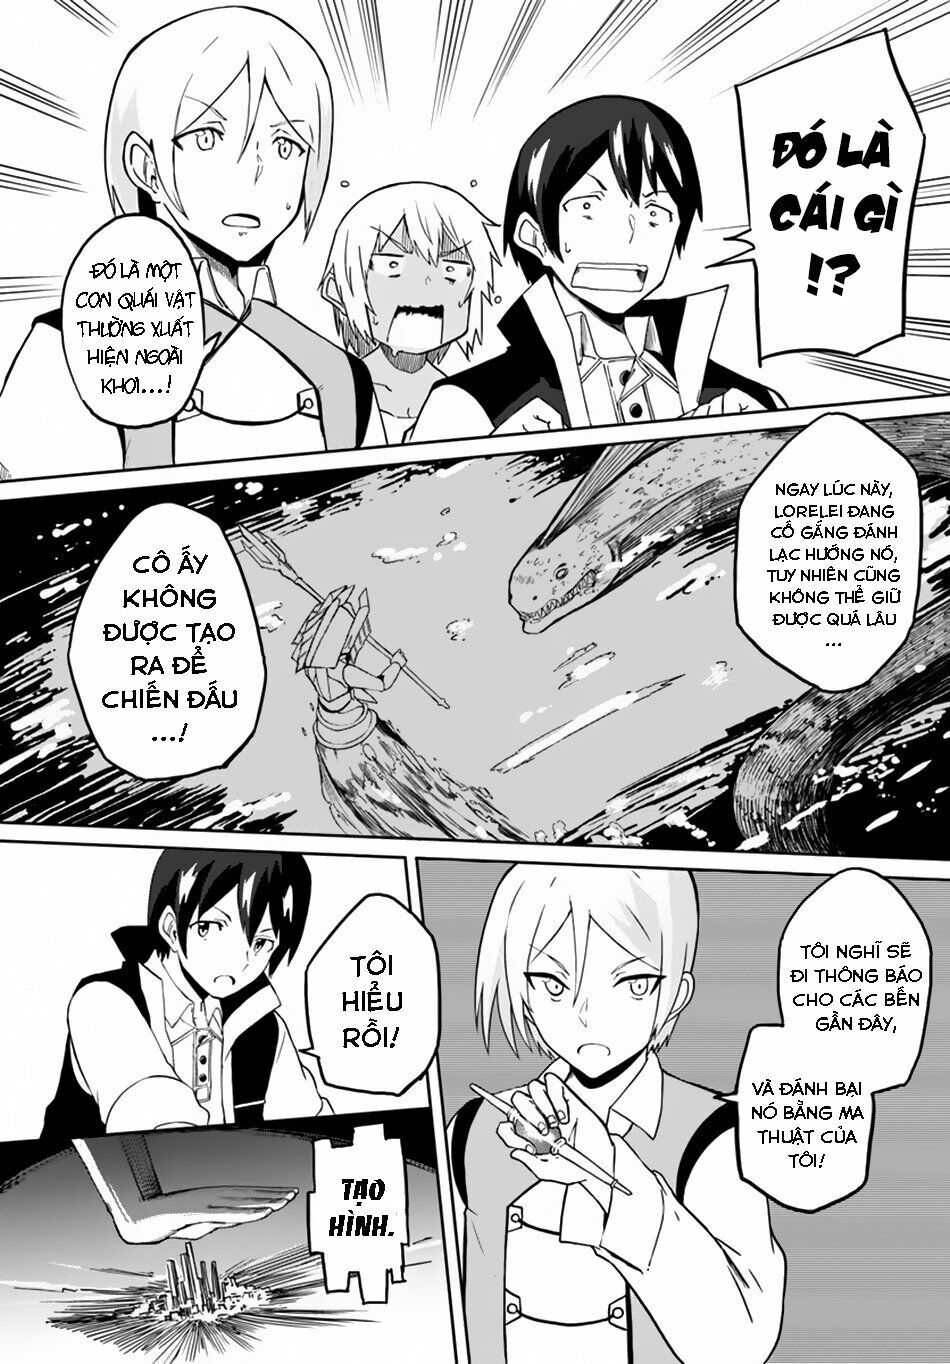 ĐÓ LÀ
CÁI GÌ
!?
ĐÓ LÀ MỘT
CON QUÁI VẬT
THƯỜNG XUẤT
HIỆN NGOÀI
KHƠI...!
NGAY LÚC NÀY,
LORELEI ĐANG
CỐ GẮNG ĐÁNH
LẠC HƯỚNG NÓ,
TUY NHIÊN CŨNG
KHÔNG THỂ GIỮ
ĐƯỢC QUÁ LÂU
...
CÔ ẤY
KHÔNG
ĐƯỢC TẠO
RA ĐỂ
CHIẾN ĐẤU
...!
TÔI NGHĨ SẼ
ĐI THÔNG BÁO
CHO CÁC BẾN
GẦN ĐÂY,
VÀ ĐÁNH BẠI
NÓ BẰNG MA
THUẬT CỦA
TÔI!
TÔI
HIỂU
RỒI!
TẠO
HÌNH.